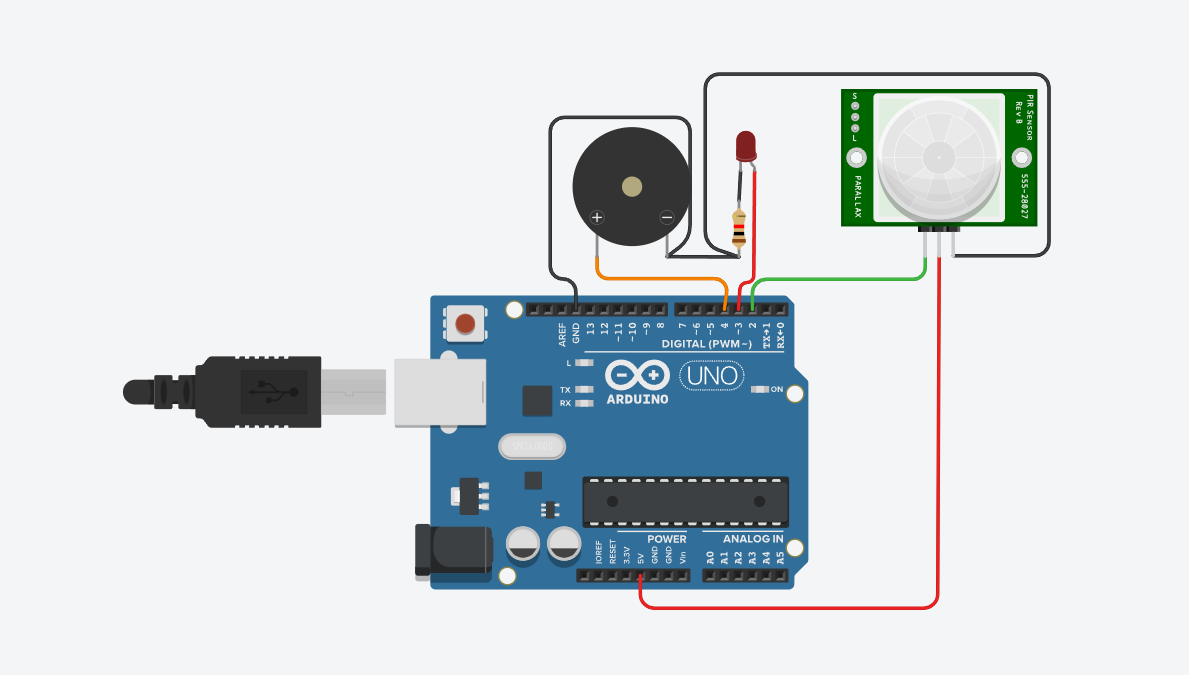 S
L
PARALLAX
PIR SENSOR
REV B
555-28027
+
−
AREF
GND
13
12
~11
~10
~9
8
7
~6
~5
4
~3
2
TX→1
RX←0
DIGITAL (PWM~)
L
TX
RX
UNO
ARDUINO
ON
POWER
ANALOG IN
IOREF
RESET
3.3V
5V
GND
GND
Vin
A0
A1
A2
A3
A4
A5